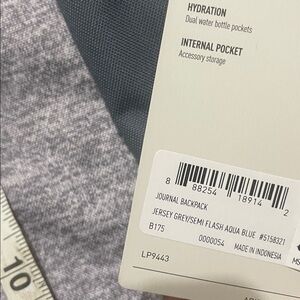 HYDRATION
Dual water bottle pockets
INTERNAL POCKET
Accessory storage
8 88254 18914 2
JOURNAL BACKPACK
JERSEY GREY/SEMI FLASH AQUA BLUE #5158321
B175 0000054 MADE IN INDONESIA
LP9443
10